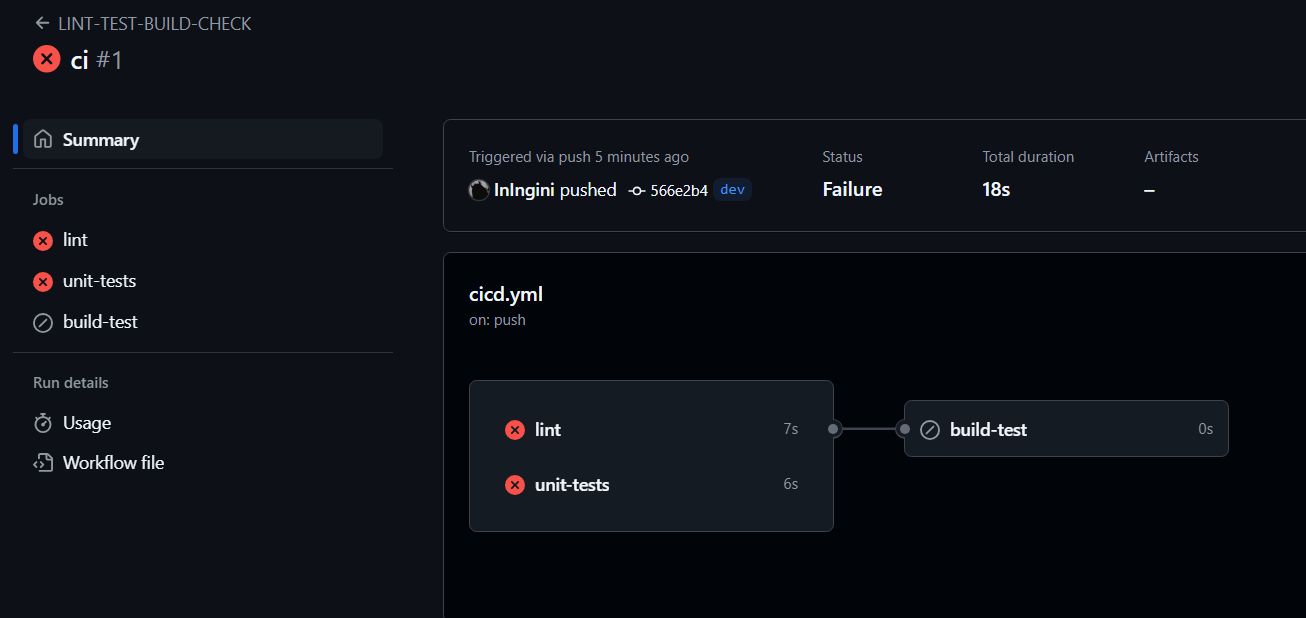 LINT-TEST-BUILD-CHECK
ci #1
Summary
Jobs
lint
unit-tests
build-test
Run details
Usage
Workflow file
Triggered via push 5 minutes ago
InIngini pushed 566e2b4 dev
Status
Failure
Total duration
18s
Artifacts
–
cicd.yml
on: push
lint 7s
unit-tests 6s
build-test 0s